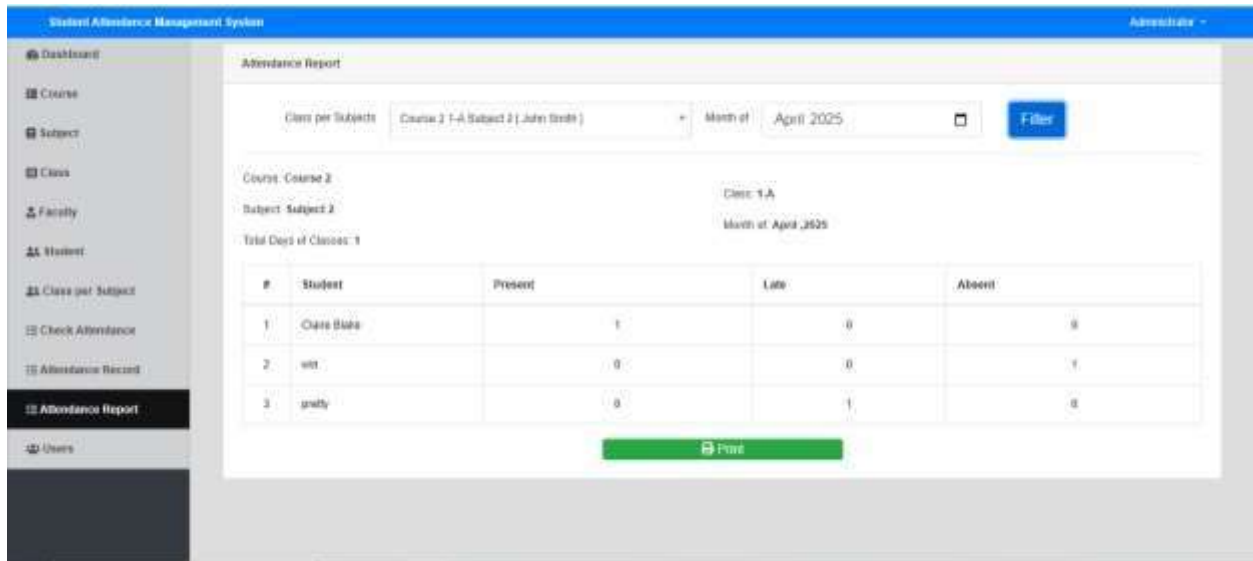 Student Attendance Management System Administrator
Dashboard
Course
Subject
Class
Faculty
Student
Class per Subject
Check Attendance
Attendance Record
Attendance Report
Users
Attendance Report
Class per Subjects Course 2 1-A Subject 2 [ John Smith ] Month of April 2025 Filter
Course: Course 2
Subject: Subject 2
Total Days of Classes: 1
Class: 1-A
Month of: April ,2025
# Student Present Late Absent
1 Claire Blake 1 0 0
2 0 0 1
3 pretty 0 1 0
Print